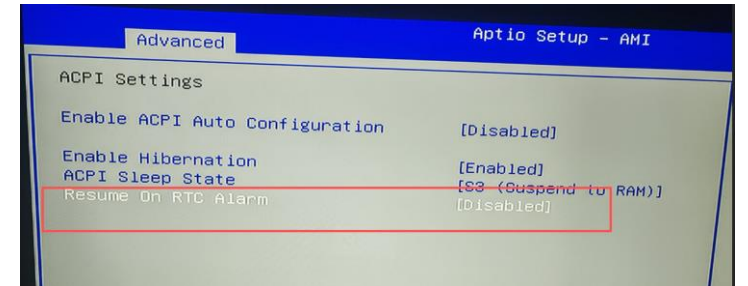 Aptio Setup - AMI
Advanced
ACPI Settings
Enable ACPI Auto Configuration [Disabled]
Enable Hibernation [Enabled]
ACPI Sleep State [S3 (Suspend to RAM)]
Resume On RTC Alarm [Disabled]